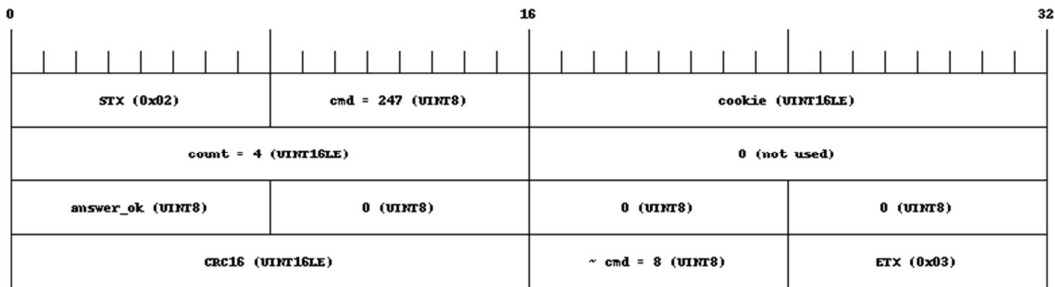 0 16 32
STX (0x02) cmd = 247 (UINT8) cookie (UINT16LE)
count = 4 (UINT16LE) 0 (not used)
answer_ok (UINT8) 0 (UINT8) 0 (UINT8) 0 (UINT8)
CRC16 (UINT16LE) ~ cmd = 8 (UINT8) ETX (0x03)